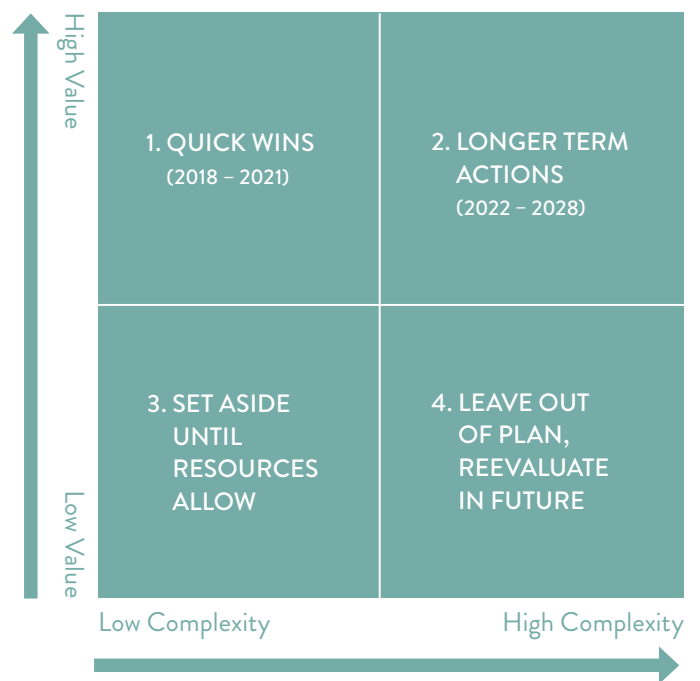 High Value
1. QUICK WINS
(2018 – 2021)
2. LONGER TERM
ACTIONS
(2022 – 2028)
3. SET ASIDE
UNTIL
RESOURCES
ALLOW
4. LEAVE OUT
OF PLAN,
REEVALUATE
IN FUTURE
Low Value
Low Complexity
High Complexity